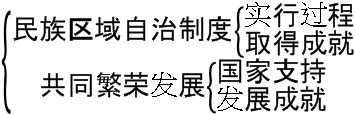 民族区域自治制度
实行过程
取得成就
共同繁荣发展
国家支持
发展成就